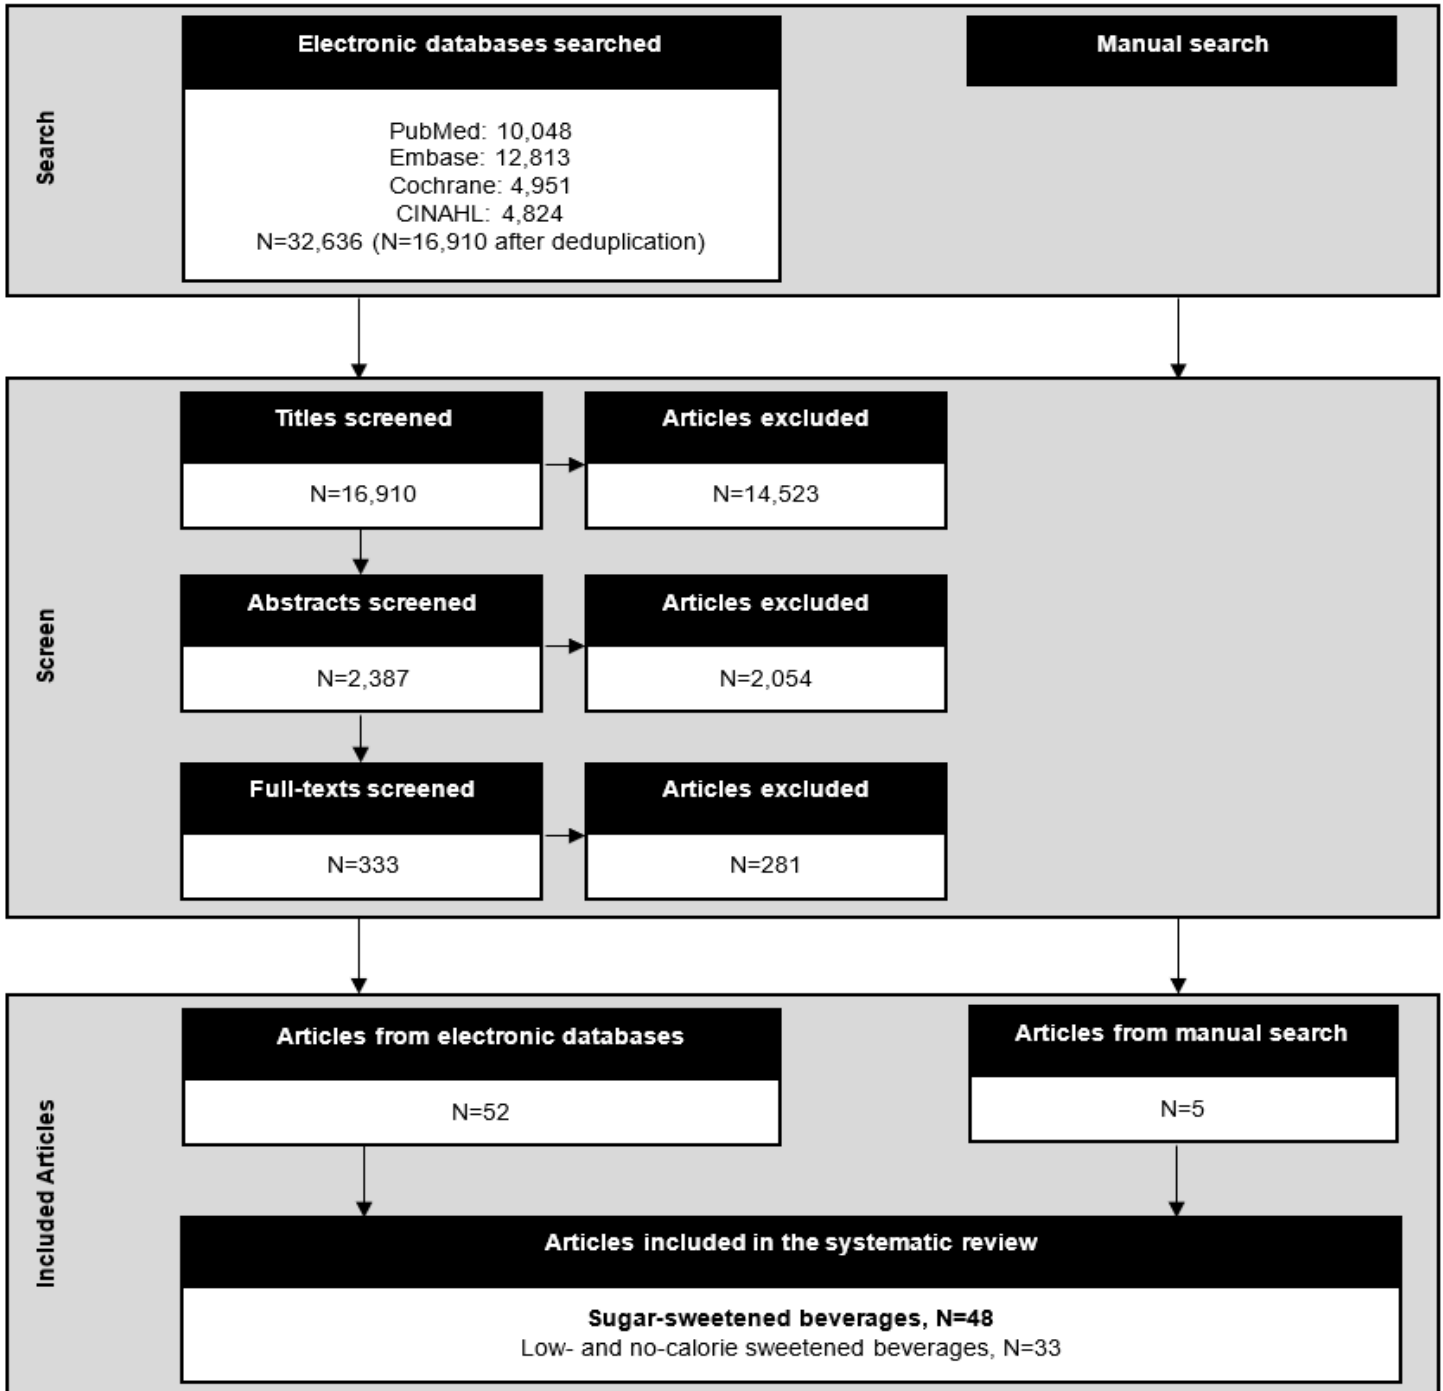 Search
Electronic databases searched
Manual search
PubMed: 10,048
Embase: 12,813
Cochrane: 4,951
CINAHL: 4,824
N=32,636 (N=16,910 after deduplication)
Screen
Titles screened
Articles excluded
N=16,910
N=14,523
Abstracts screened
Articles excluded
N=2,387
N=2,054
Full-texts screened
Articles excluded
N=333
N=281
Included Articles
Articles from electronic databases
Articles from manual search
N=52
N=5
Articles included in the systematic review
Sugar-sweetened beverages, N=48
Low- and no-calorie sweetened beverages, N=33